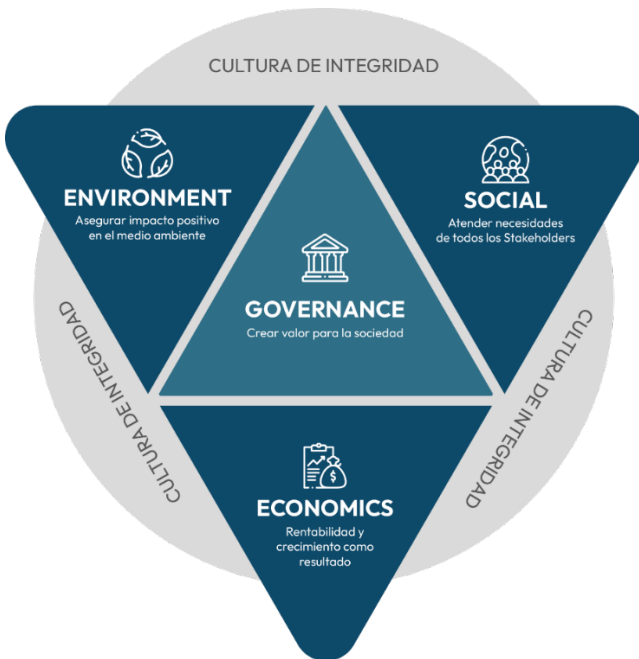 CULTURA DE INTEGRIDAD
ENVIRONMENT
Asegurar impacto positivo
en el medio ambiente
SOCIAL
Atender necesidades
de todos los Stakeholders
GOVERNANCE
Crear valor para la sociedad
CULTURA DE INTEGRIDAD
CULTURA DE INTEGRIDAD
$
ECONOMICS
Rentabilidad y
crecimiento como
resultado